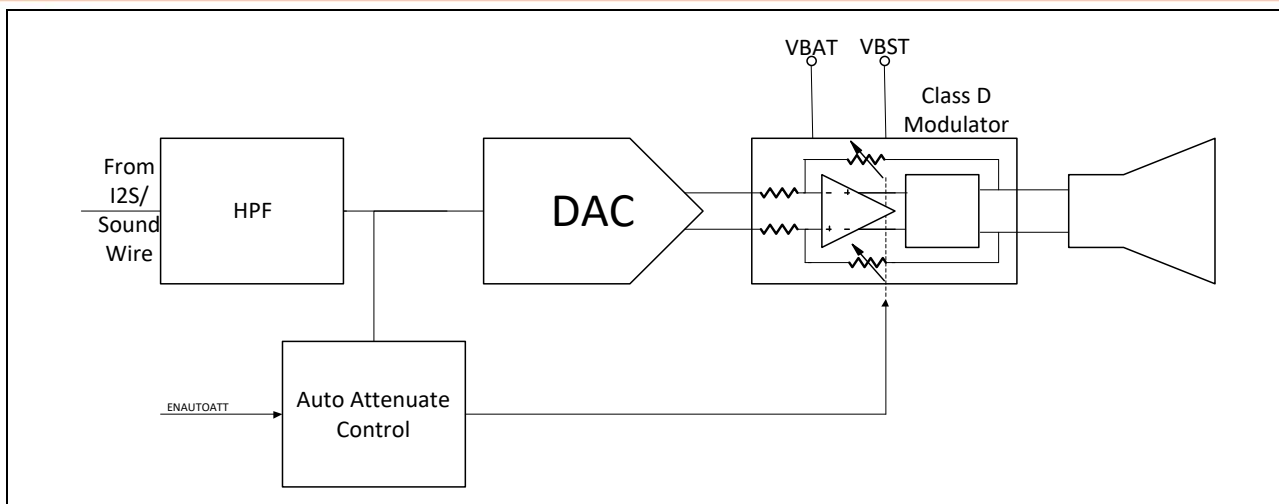 VBAT VBST
Class D
Modulator
From
I2S/
Sound
Wire
HPF
DAC
- +
+ -
Auto Attenuate
Control
ENAUTOATT